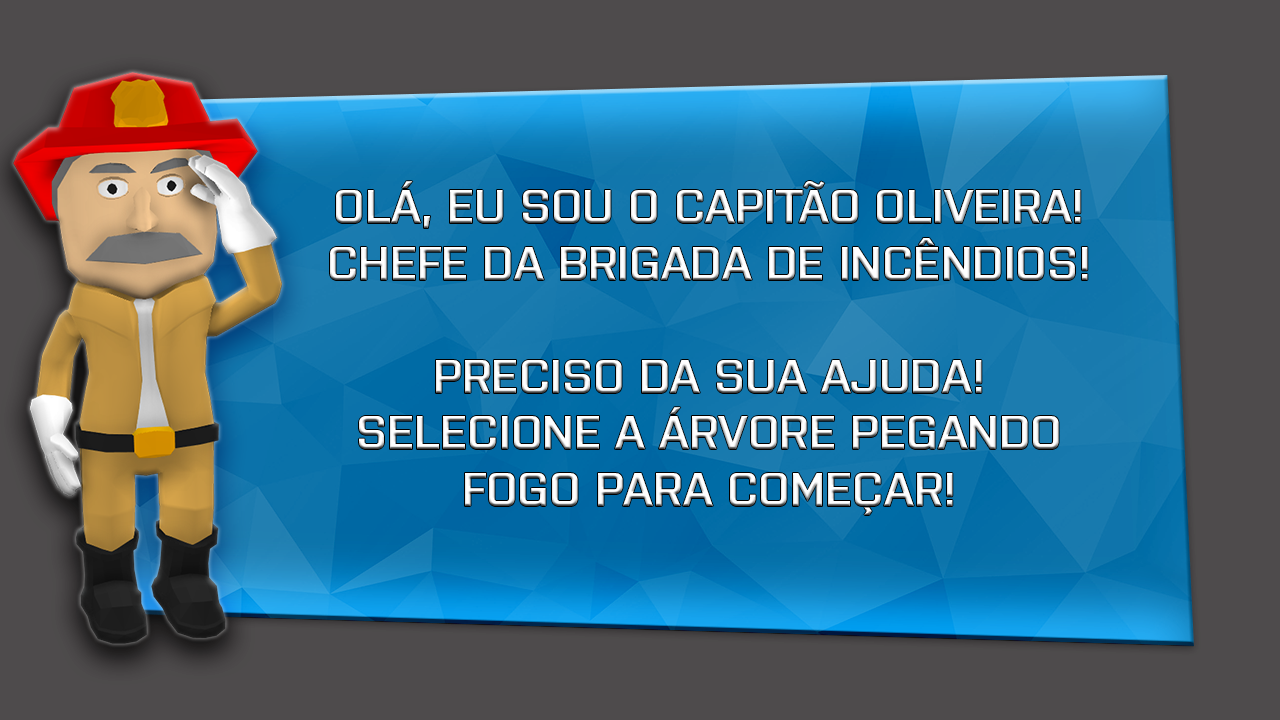 OLÁ, EU SOU O CAPITÃO OLIVEIRA!
CHEFE DA BRIGADA DE INCÊNDIOS!
PRECISO DA SUA AJUDA!
SELECIONE A ÁRVORE PEGANDO
FOGO PARA COMEÇAR!